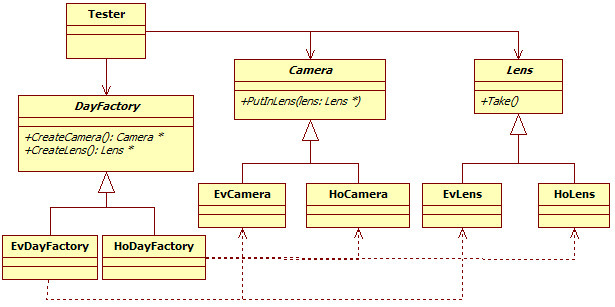 Tester
Camera
+PutInLens(lens: Lens *)
Lens
+Take()
DayFactory
+CreateCamera(): Camera *
+CreateLens(): Lens *
EvCamera
HoCamera
EvLens
HoLens
EvDayFactory
HoDayFactory